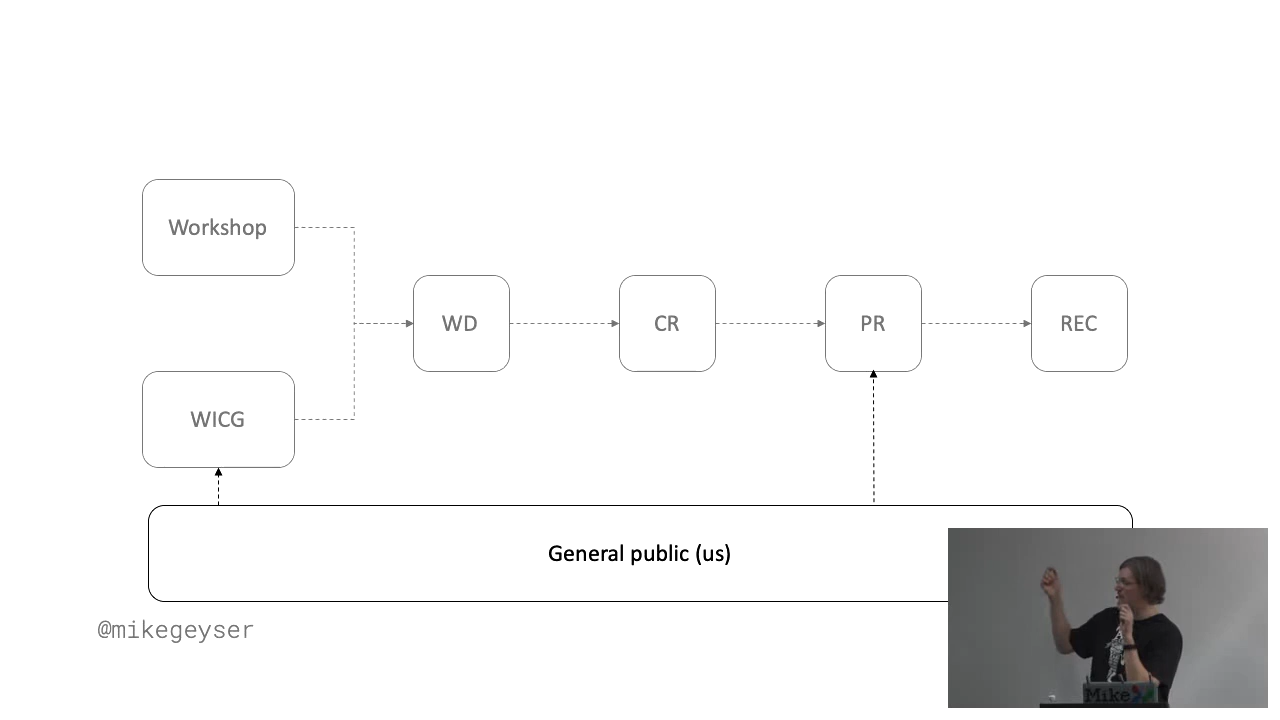 Workshop
WD
CR
PR
REC
WICG
General public (us)
@mikegeyser
Mike